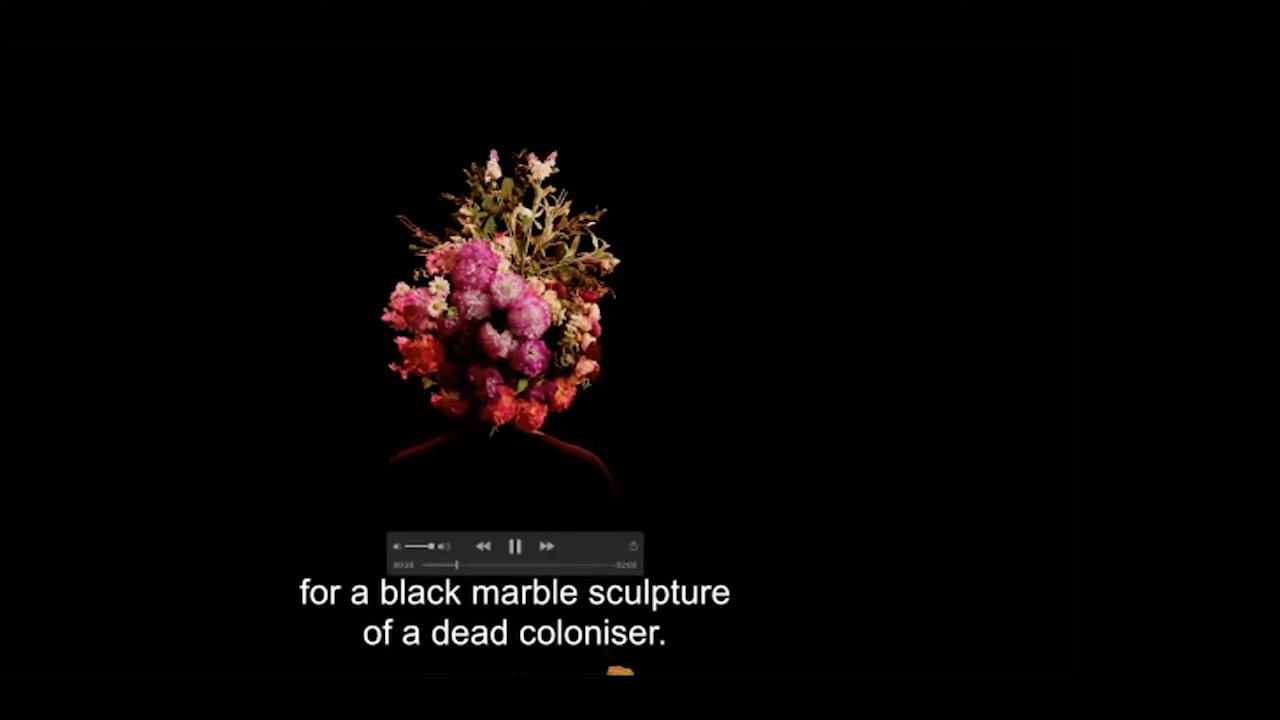 for a black marble sculpture
of a dead coloniser.